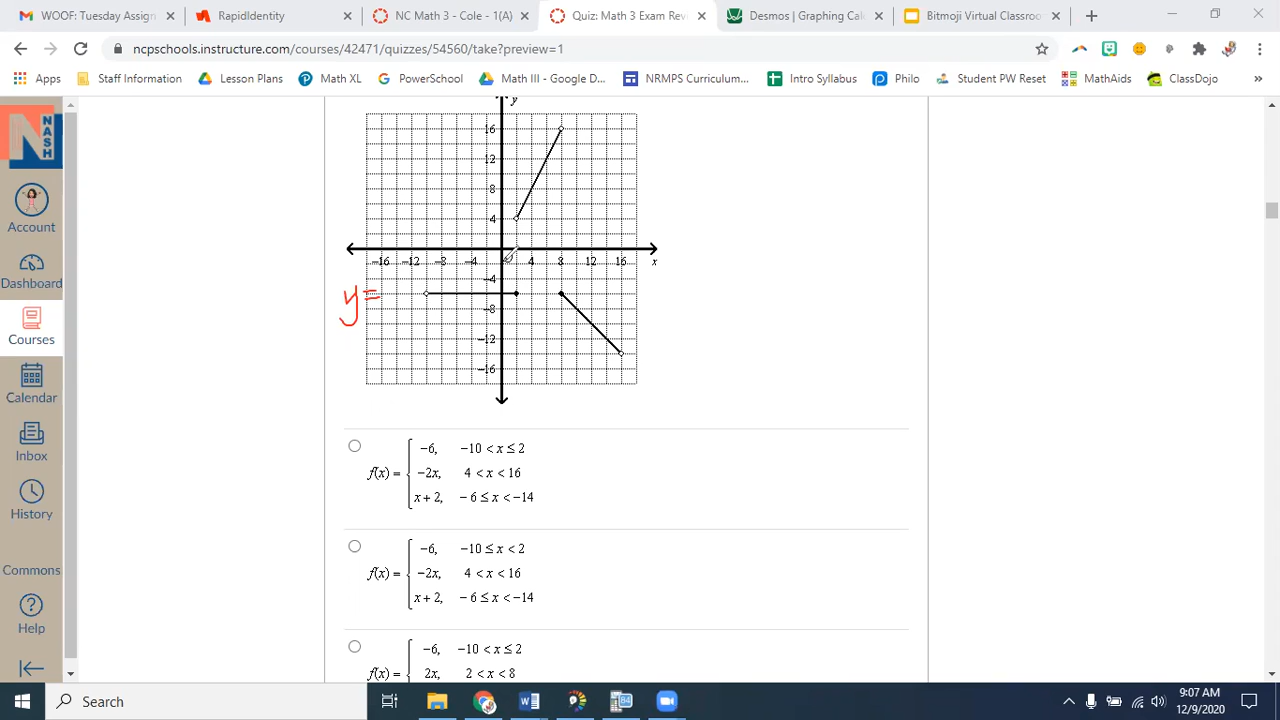 WOOF: Tuesday Assign
RapidIdentity
NC Math 3 - Cole - 1(A)
Quiz: Math 3 Exam Rev
Desmos | Graphing Cal
Bitmoji Virtual Classroo
ncpschools.instructure.com/courses/42471/quizzes/54560/take?preview=1
Apps
Staff Information
Lesson Plans
Math XL
PowerSchool
Math III - Google D...
NRMPS Curriculum...
Intro Syllabus
Philo
Student PW Reset
MathAids
ClassDojo
»
NASH
Account
Dashboard
Courses
Calendar
Inbox
History
Commons
Help
y
16
12
8
4
-16 -12 -8 -4 4 8 12 16 x
-4
-8
-12
-16
y=
f(x) = { -6, -10 < x ≤ 2
-2x, 4 < x < 16
x + 2, -6 ≤ x < -14
f(x) = { -6, -10 ≤ x < 2
-2x, 4 < x < 16
x + 2, -6 ≤ x < -14
f(x) = { -6, -10 < x ≤ 2
2x, 2 < x < 8
Search
84
9:07 AM
12/9/2020